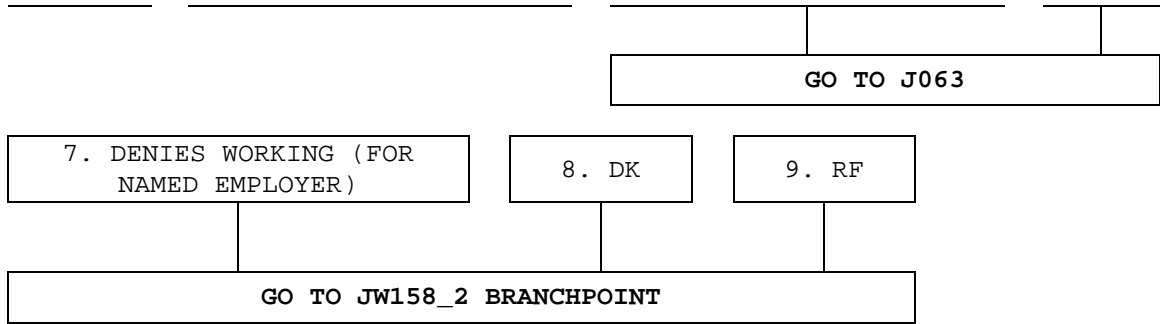 GO TO J063
7. DENIES WORKING (FOR
NAMED EMPLOYER)
8. DK
9. RF
GO TO JW158_2 BRANCHPOINT